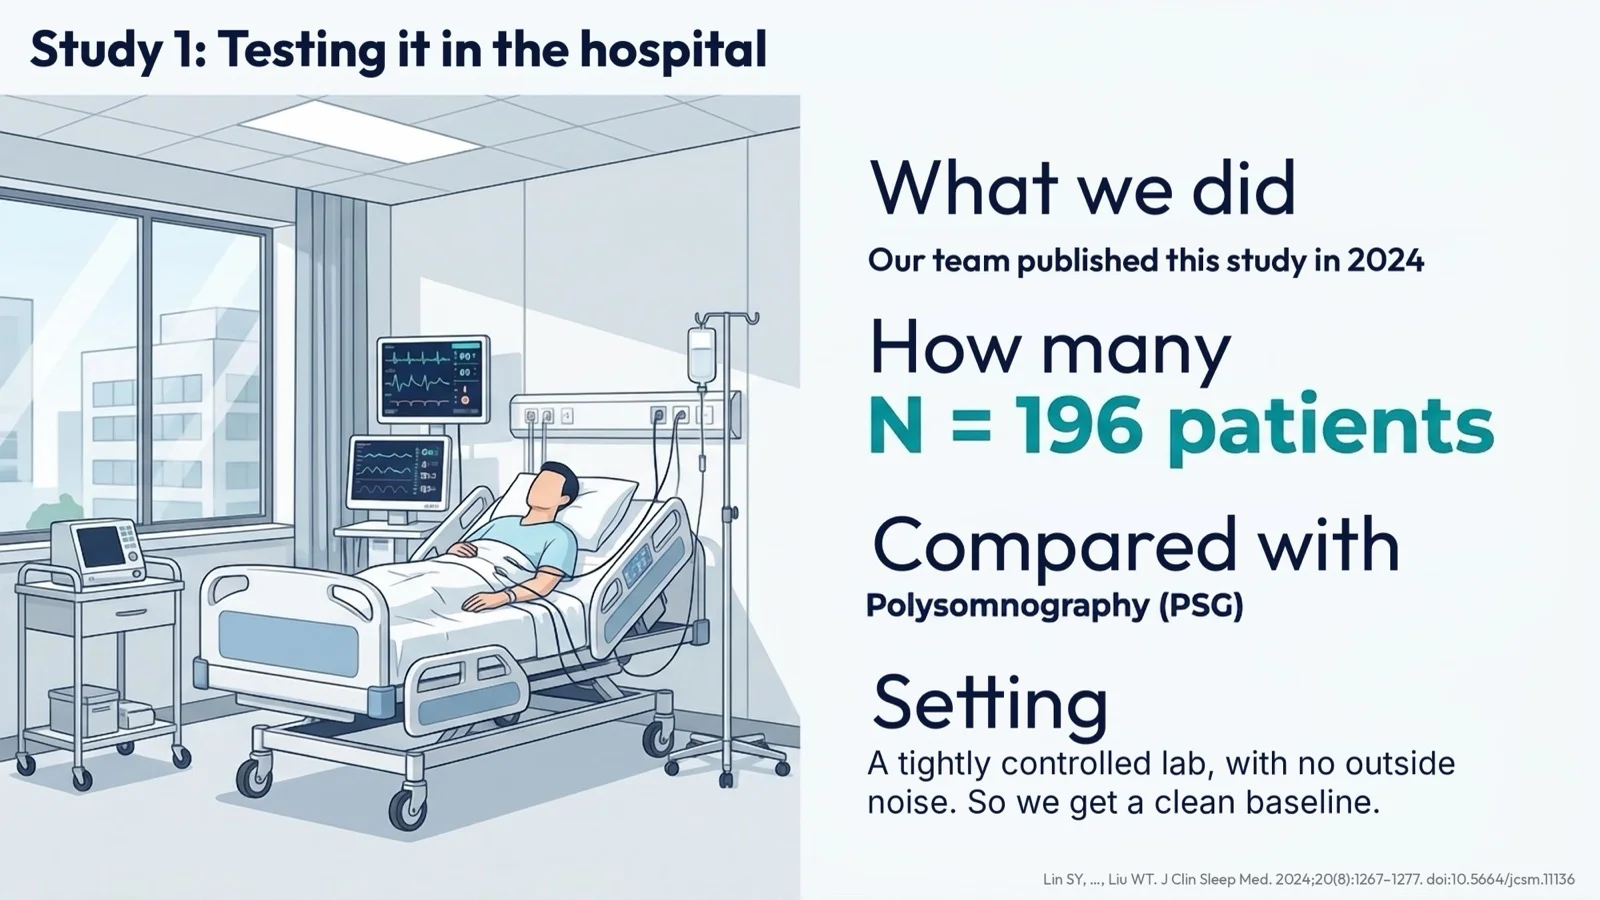 Study 1: Testing it in the hospital
What we did
Our team published this study in 2024
How many
N = 196 patients
Compared with
Polysomnography (PSG)
Setting
A tightly controlled lab, with no outside
noise. So we get a clean baseline.
Lin SY, ..., Liu WT. J Clin Sleep Med. 2024;20(8):1267–1277. doi:10.5664/jcsm.11136